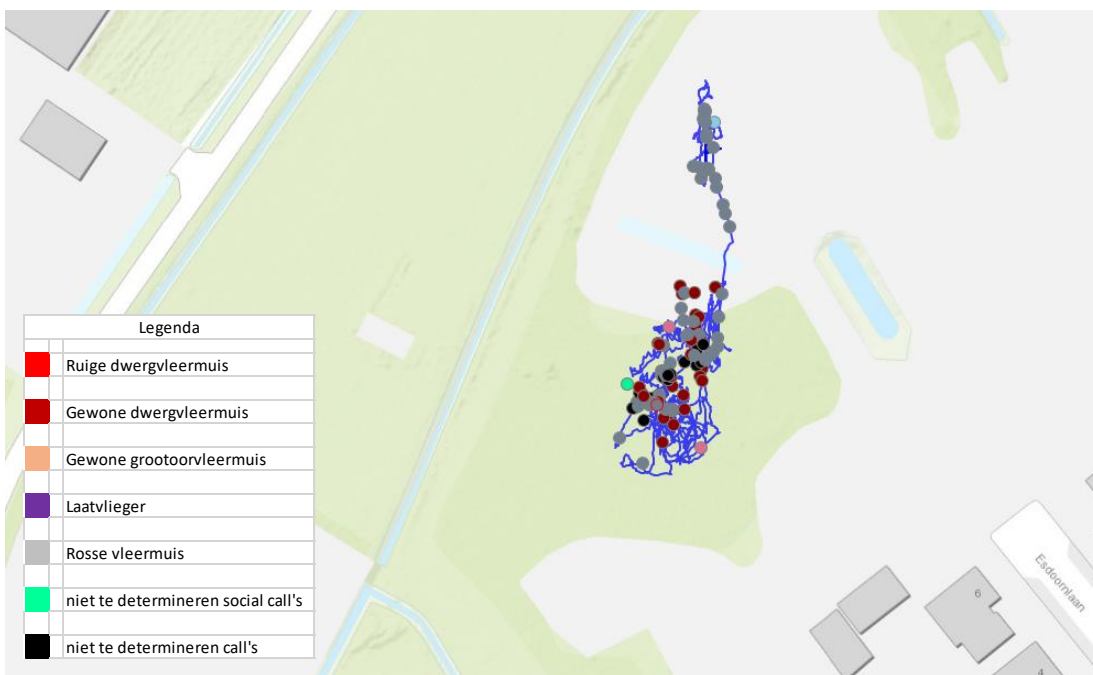 Legenda
Ruige dwergvleermuis
Gewone dwergvleermuis
Gewone grootoorvleermuis
Laatvlieger
Rosse vleermuis
niet te determineren social call's
niet te determineren call's
Esdoornlaan
6
4